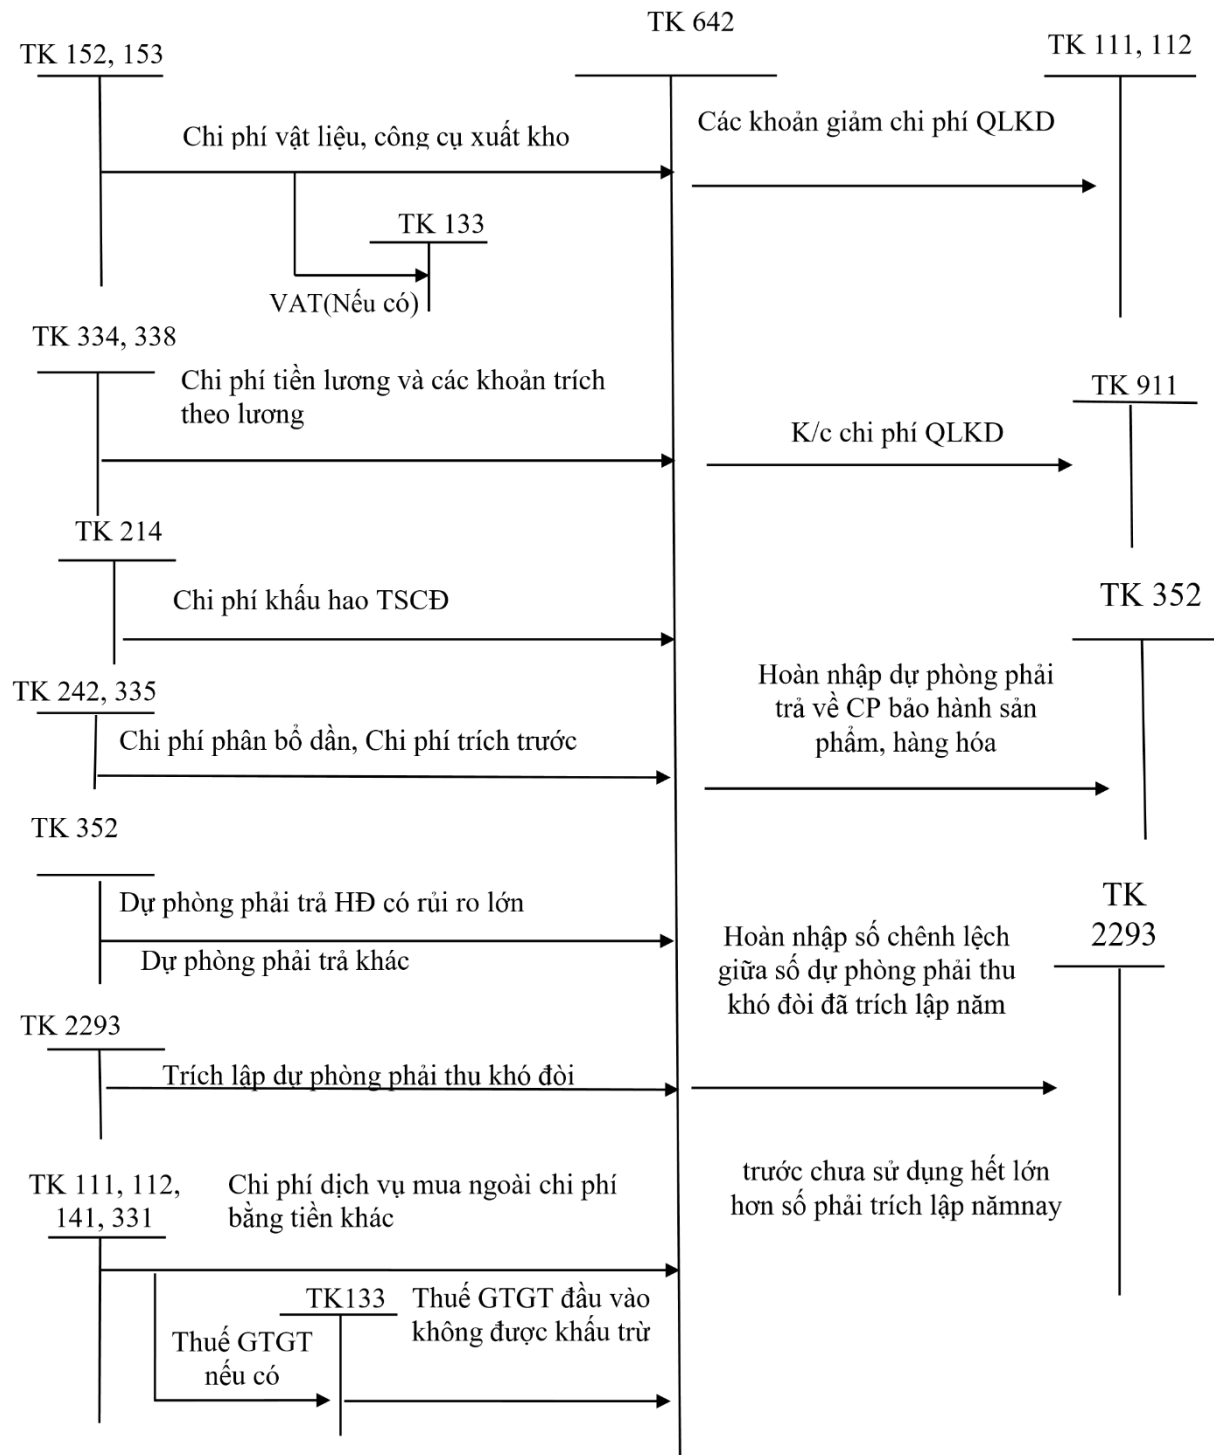 TK 642
TK 152, 153
TK 111, 112
Chi phí vật liệu, công cụ xuất kho
Các khoản giảm chi phí QLKD
TK 133
VAT(Nếu có)
TK 334, 338
Chi phí tiền lương và các khoản trích
theo lương
TK 911
K/c chi phí QLKD
TK 214
Chi phí khấu hao TSCĐ
TK 352
TK 242, 335
Chi phí phân bổ dần, Chi phí trích trước
Hoàn nhập dự phòng phải
trả về CP bảo hành sản
phẩm, hàng hóa
TK 352
Dự phòng phải trả HĐ có rủi ro lớn
Dự phòng phải trả khác
TK
2293
Hoàn nhập số chênh lệch
giữa số dự phòng phải thu
khó đòi đã trích lập năm
TK 2293
Trích lập dự phòng phải thu khó đòi
trước chưa sử dụng hết lớn
hơn số phải trích lập nămnay
TK 111, 112,
141, 331
Chi phí dịch vụ mua ngoài chi phí
bằng tiền khác
TK133
Thuế GTGT đầu vào
không được khấu trừ
Thuế GTGT
nếu có